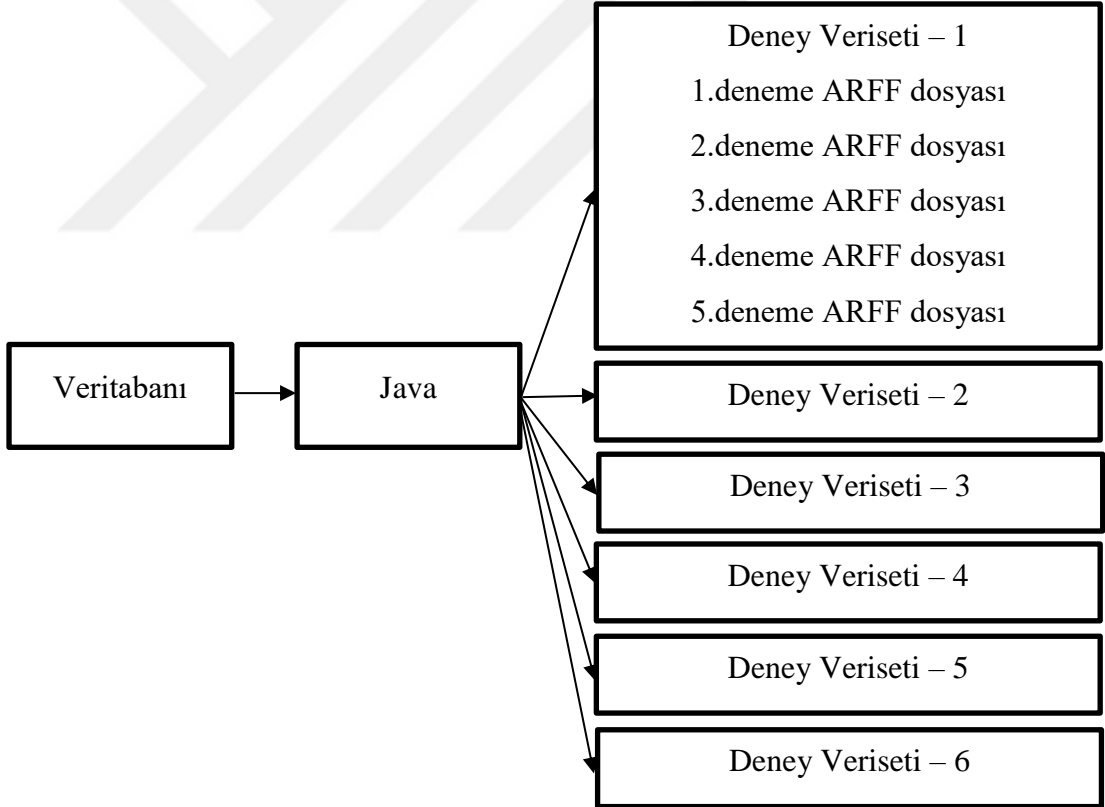 Deney Veriseti – 1
1.deneme ARFF dosyası
2.deneme ARFF dosyası
3.deneme ARFF dosyası
4.deneme ARFF dosyası
5.deneme ARFF dosyası
Veritabanı
Java
Deney Veriseti – 2
Deney Veriseti – 3
Deney Veriseti – 4
Deney Veriseti – 5
Deney Veriseti – 6